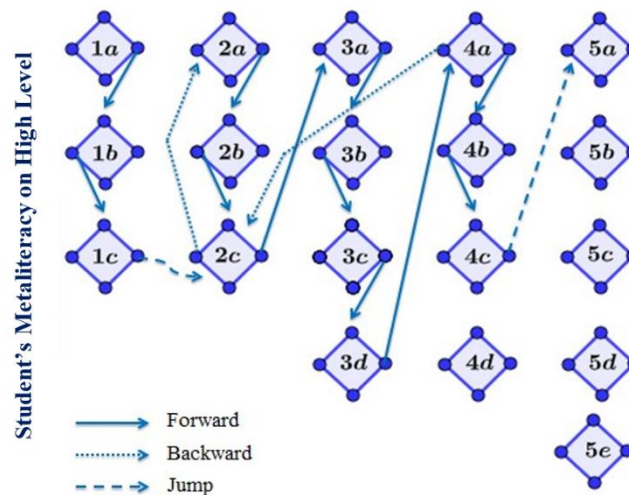 Student's Metaliteracy on High Level
1a 2a 3a 4a 5a
1b 2b 3b 4b 5b
1c 2c 3c 4c 5c
3d 4d 5d
5e
Forward
Backward
Jump